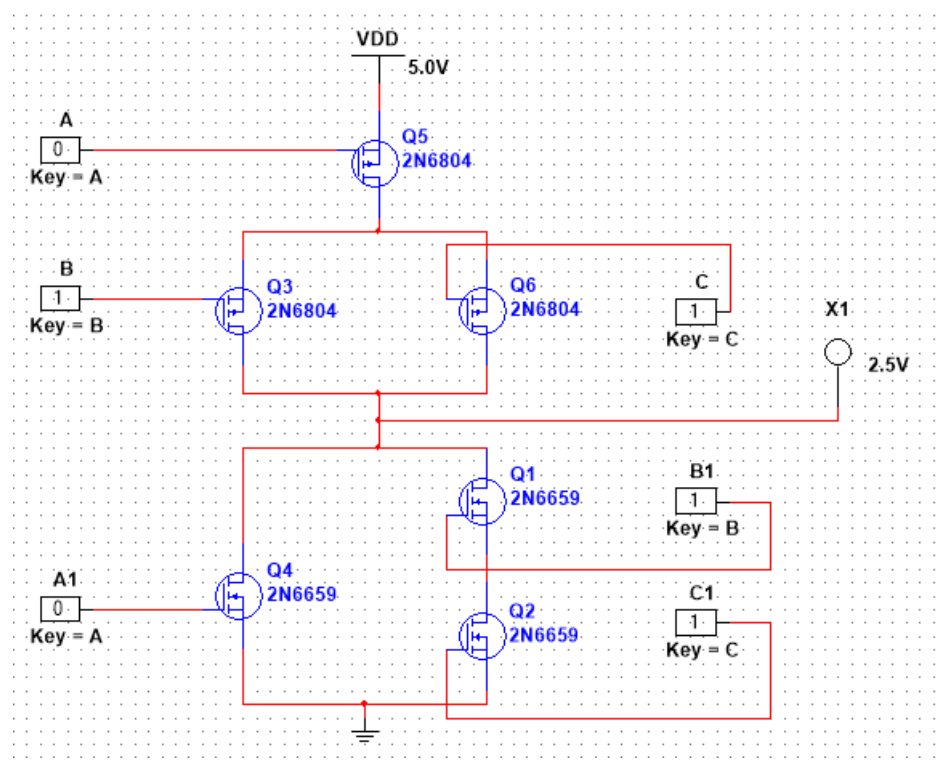 VDD
5.0V
A
0
Key = A
Q5
2N6804
B
1
Key = B
Q3
2N6804
Q6
2N6804
C
1
Key = C
X1
2.5V
Q1
2N6659
B1
1
Key = B
A1
0
Key = A
Q4
2N6659
Q2
2N6659
C1
1
Key = C